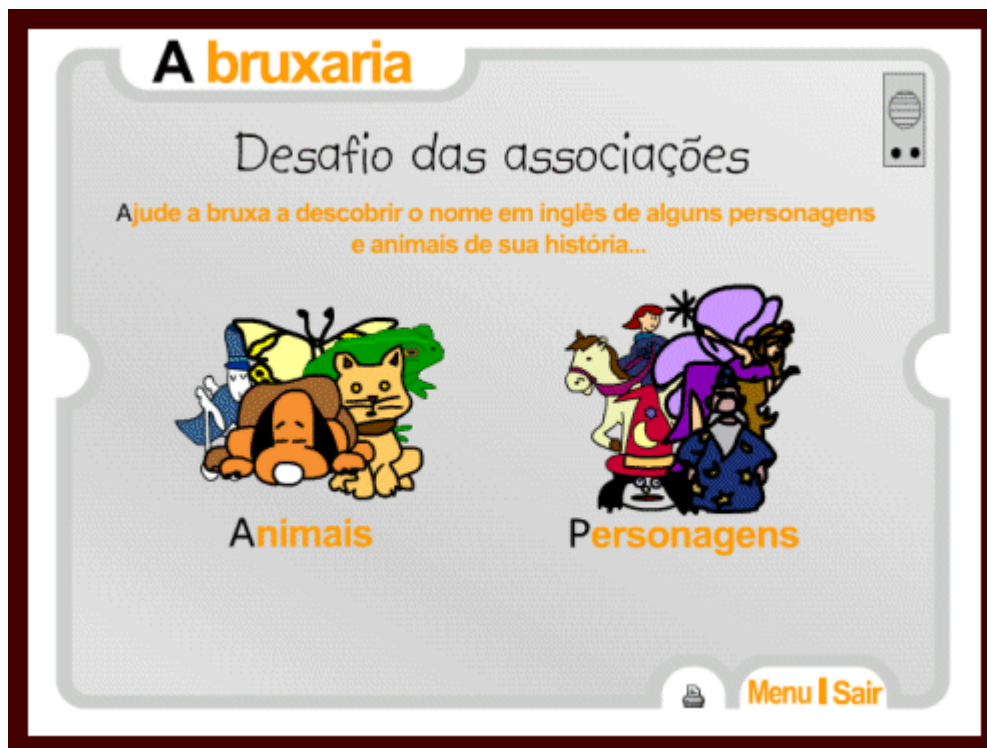 A bruxaria
Desafio das associações
Ajude a bruxa a descobrir o nome em inglês de alguns personagens
e animais de sua história...
Animais
Personagens
Menu | Sair